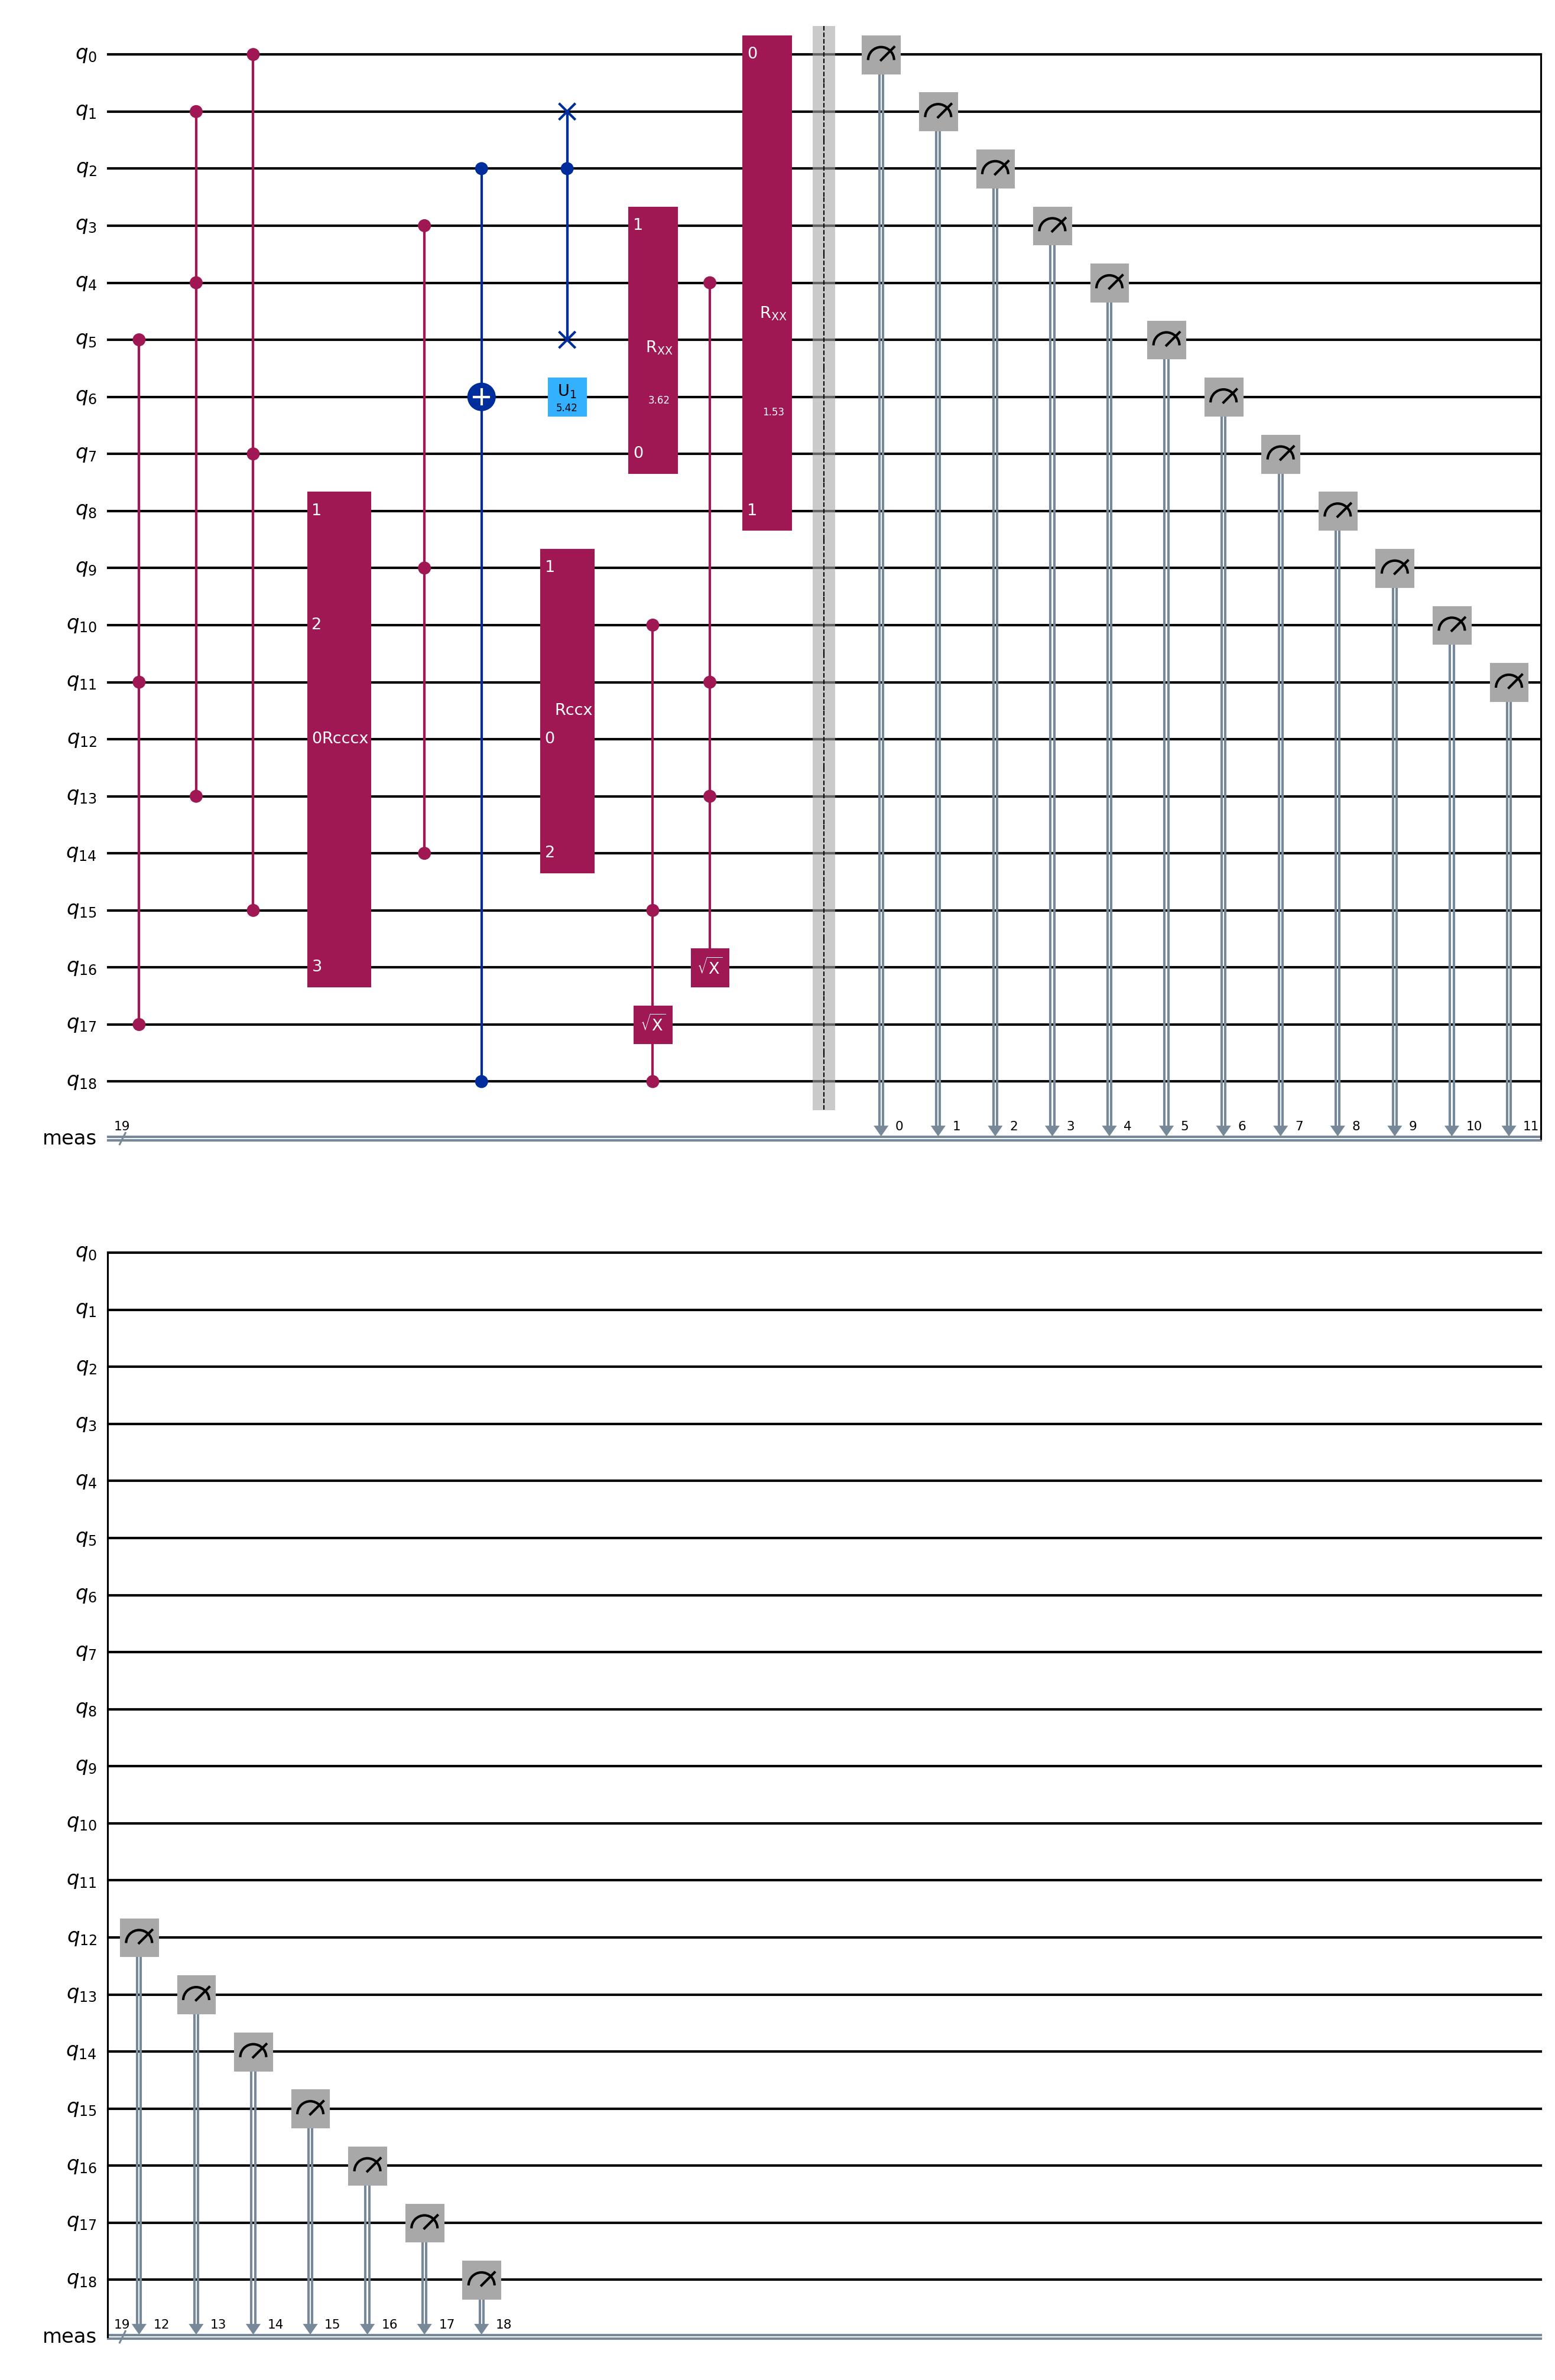 q0 0
q1
q2
q3 1
q4
RXX RXX
q5
U1
q6 5.42 3.62 1.53
q7 0
q8 1 1
q9 1
q10 2
q11
Rccx
q12 0Rcccx 0
q13
q14 2
q15
q16 3 √X
q17 √X
q18
19 0 1 2 3 4 5 6 7 8 9 10 11
meas
q0
q1
q2
q3
q4
q5
q6
q7
q8
q9
q10
q11
q12
q13
q14
q15
q16
q17
q18
19 12 13 14 15 16 17 18
meas